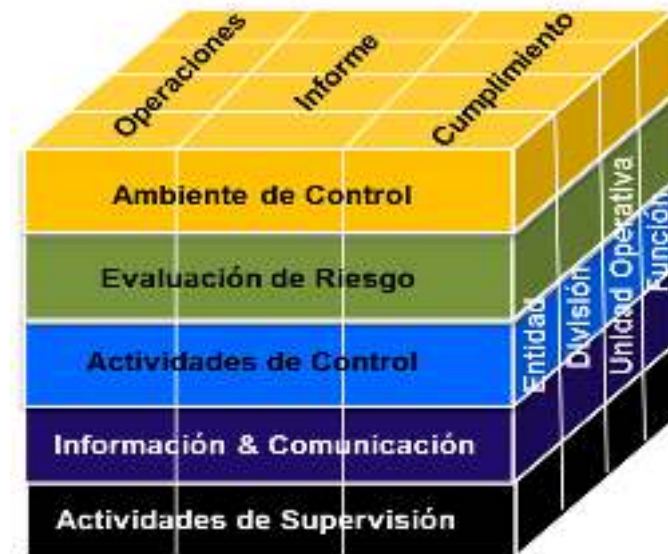 Operaciones
Informe
Cumplimiento
Ambiente de Control
Evaluación de Riesgo
Actividades de Control
Información & Comunicación
Actividades de Supervisión
Entidad
División
Unidad Operativa
Función